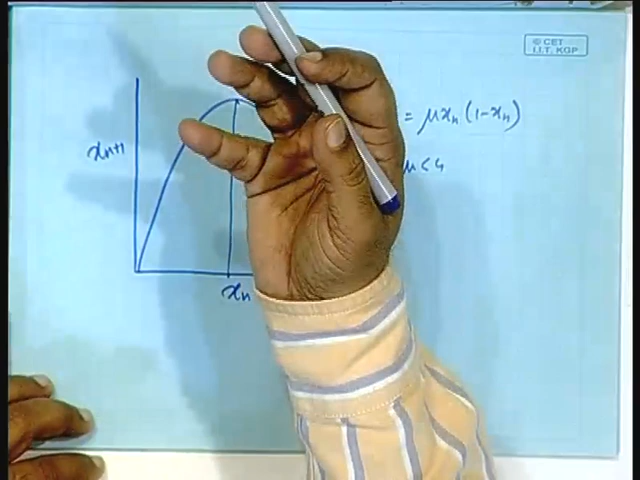 © CET
I.I.T. KGP
= μxₙ(1-xₙ)
xₙ₊₁
< 4
xₙ